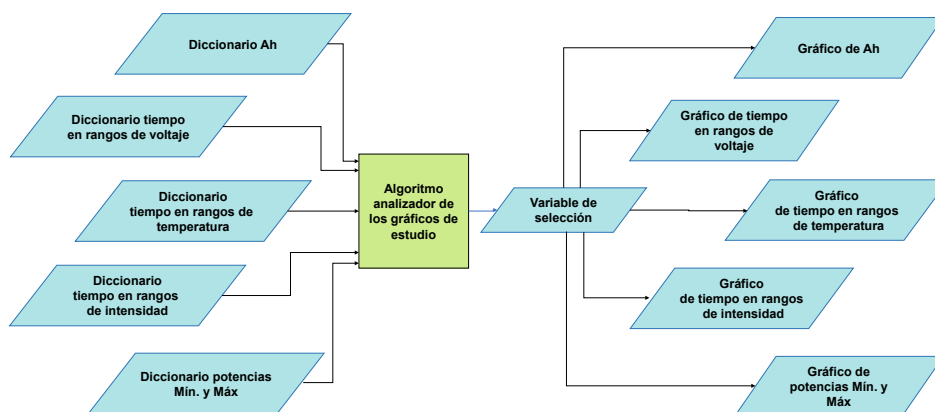 Diccionario Ah
Diccionario tiempo
en rangos de voltaje
Diccionario
tiempo en rangos de
temperatura
Diccionario
tiempo en rangos
de intensidad
Diccionario potencias
Mín. y Máx
Algoritmo
analizador de
los gráficos de
estudio
Variable de
selección
Gráfico de Ah
Gráfico de tiempo
en rangos de
voltaje
Gráfico
de tiempo en rangos
de temperatura
Gráfico
de tiempo en rangos
de intensidad
Gráfico de
potencias Mín. y
Máx